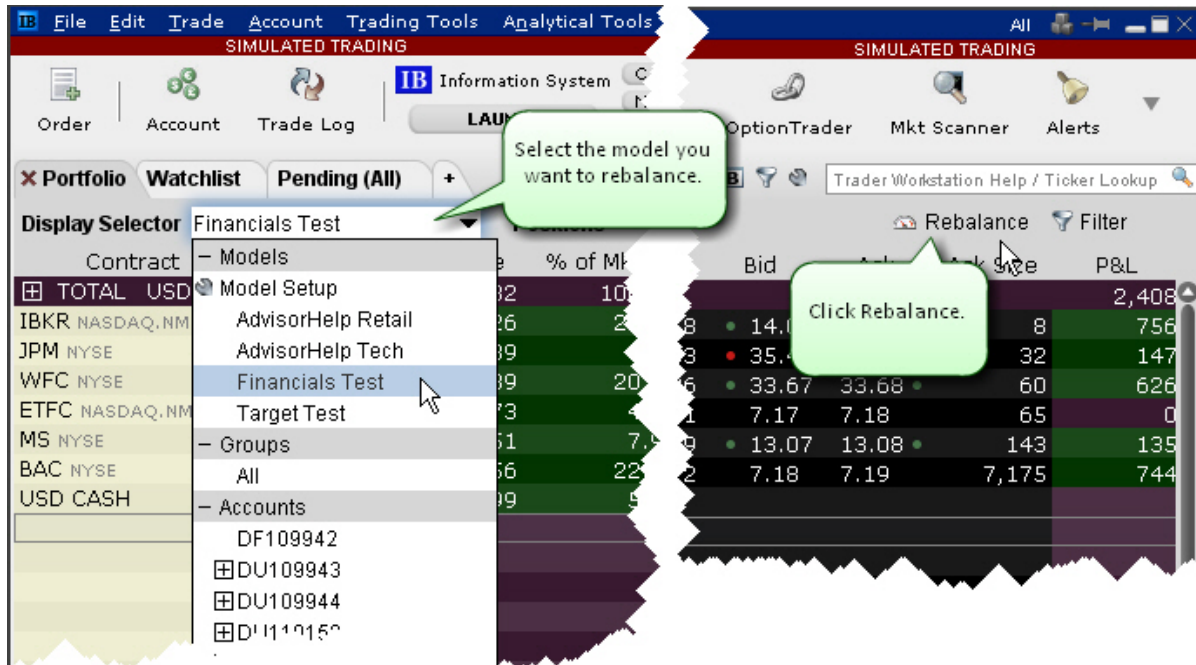 IB File Edit Trade Account Trading Tools Analytical Tools All
SIMULATED TRADING SIMULATED TRADING
IB Information System
Order Account Trade Log OptionTrader Mkt Scanner Alerts
Select the model you
want to rebalance.
Portfolio Watchlist Pending (All) + Trader Workstation Help / Ticker Lookup
Display Selector Financials Test Rebalance Filter
Contract Bid P&L
Click Rebalance.
TOTAL USD 2,408
IBKR NASDAQ.NM 8 756
JPM NYSE 32 147
WFC NYSE 33.67 33.68 60 626
ETFC NASDAQ.NM 7.17 7.18 65 0
MS NYSE 13.07 13.08 143 135
BAC NYSE 7.18 7.19 7,175 744
USD CASH
– Models
Model Setup
AdvisorHelp Retail
AdvisorHelp Tech
Financials Test
Target Test
– Groups
All
– Accounts
DF109942
DU109943
DU109944